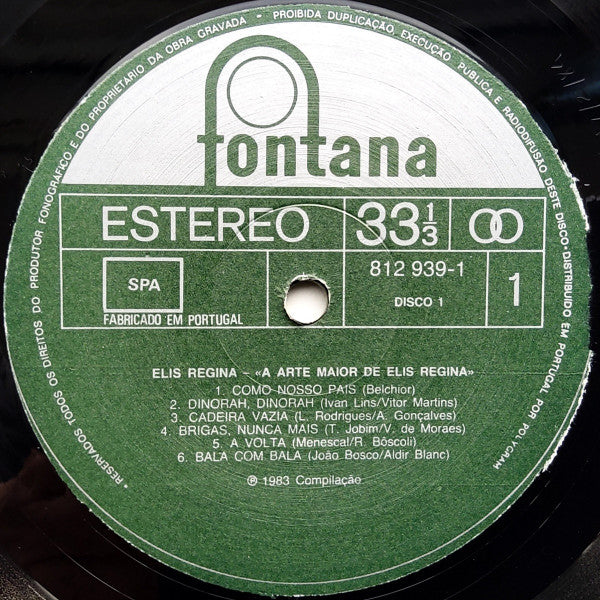 * RESERVADOS TODOS OS DIREITOS DO PRODUTOR FONOGRÁFICO E DO PROPRIETÁRIO DA OBRA GRAVADA - PROIBIDA DUPLICAÇÃO, EXECUÇÃO, PÚBLICA E RADIODIFUSÃO DESTE DISCO • DISTRIBUÍDO EM PORTUGAL POR POLYGRAM
fontana
ESTEREO 33 1/3
SPA 812 939-1 1
DISCO 1
FABRICADO EM PORTUGAL
ELIS REGINA – «A ARTE MAIOR DE ELIS REGINA»
1. COMO NOSSO PAÍS (Belchior)
2. DINORAH, DINORAH (Ivan Lins/Vitor Martins)
3. CADEIRA VAZIA (L. Rodrigues/A. Gonçalves)
4. BRIGAS, NUNCA MAIS (T. Jobim/V. de Moraes)
5. A VOLTA (Menescal/R. Bôscoli)
6. BALA COM BALA (João Bosco/Aldir Blanc)
℗ 1983 Compilação